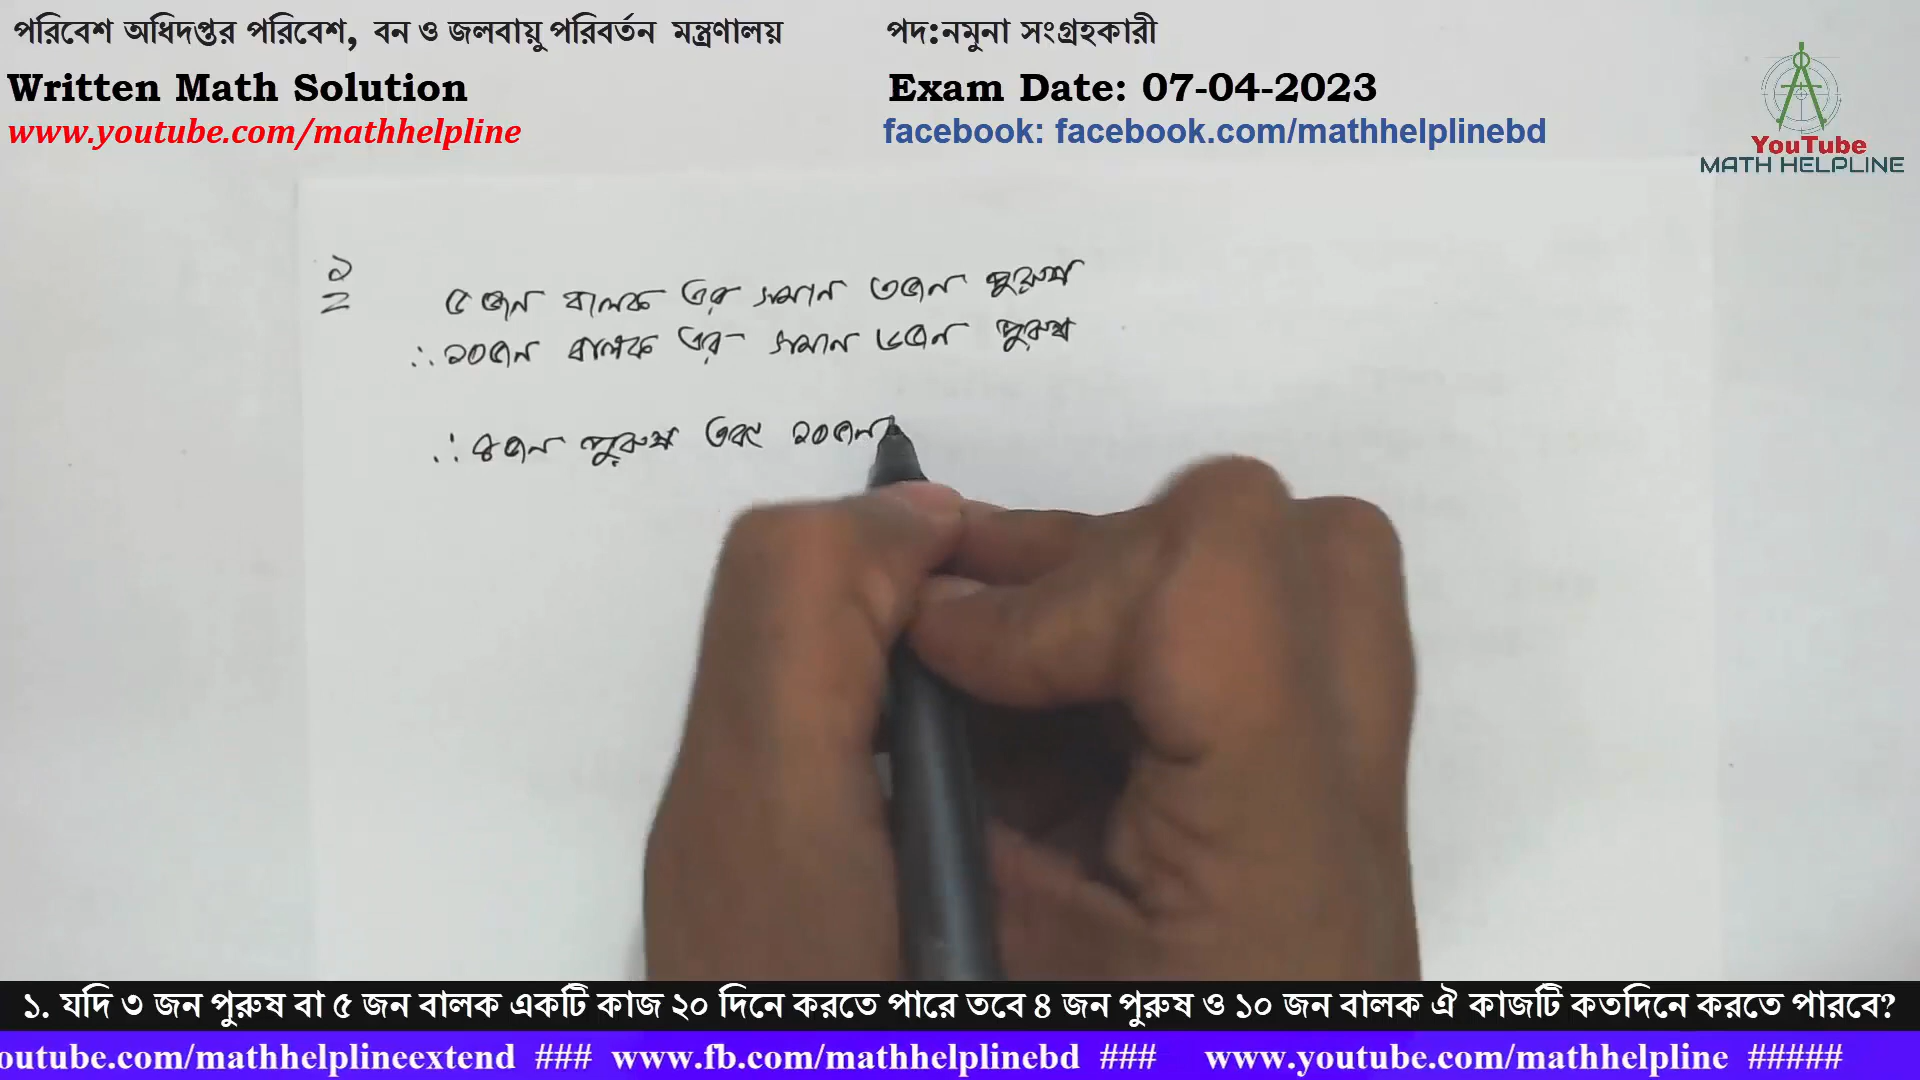 পরিবেশ অধিদপ্তর পরিবেশ, বন ও জলবায়ু পরিবর্তন মন্ত্রণালয় পদ:নমুনা সংগ্রহকারী
Written Math Solution Exam Date: 07-04-2023
www.youtube.com/mathhelpline facebook: facebook.com/mathhelplinebd
YouTube
MATH HELPLINE
১
৫ জন বালক এর সমান ৩জন পুরুষ
∴ ১০জন বালক এর সমান ৬জন পুরুষ
∴ ৪জন পুরুষ এবং ১০জন
১. যদি ৩ জন পুরুষ বা ৫ জন বালক একটি কাজ ২০ দিনে করতে পারে তবে ৪ জন পুরুষ ও ১০ জন বালক ঐ কাজটি কতদিনে করতে পারবে?
outube.com/mathhelplineextend ### www.fb.com/mathhelplinebd ### www.youtube.com/mathhelpline #####